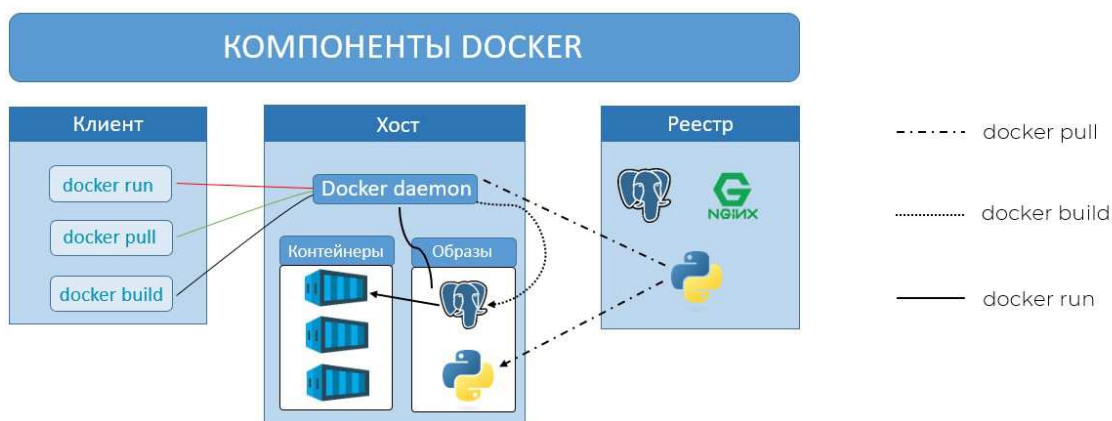 КОМПОНЕНТЫ DOCKER
Клиент
docker run
docker pull
docker build
Хост
Docker daemon
Контейнеры
Образы
Реестр
NGINX
docker pull
docker build
docker run